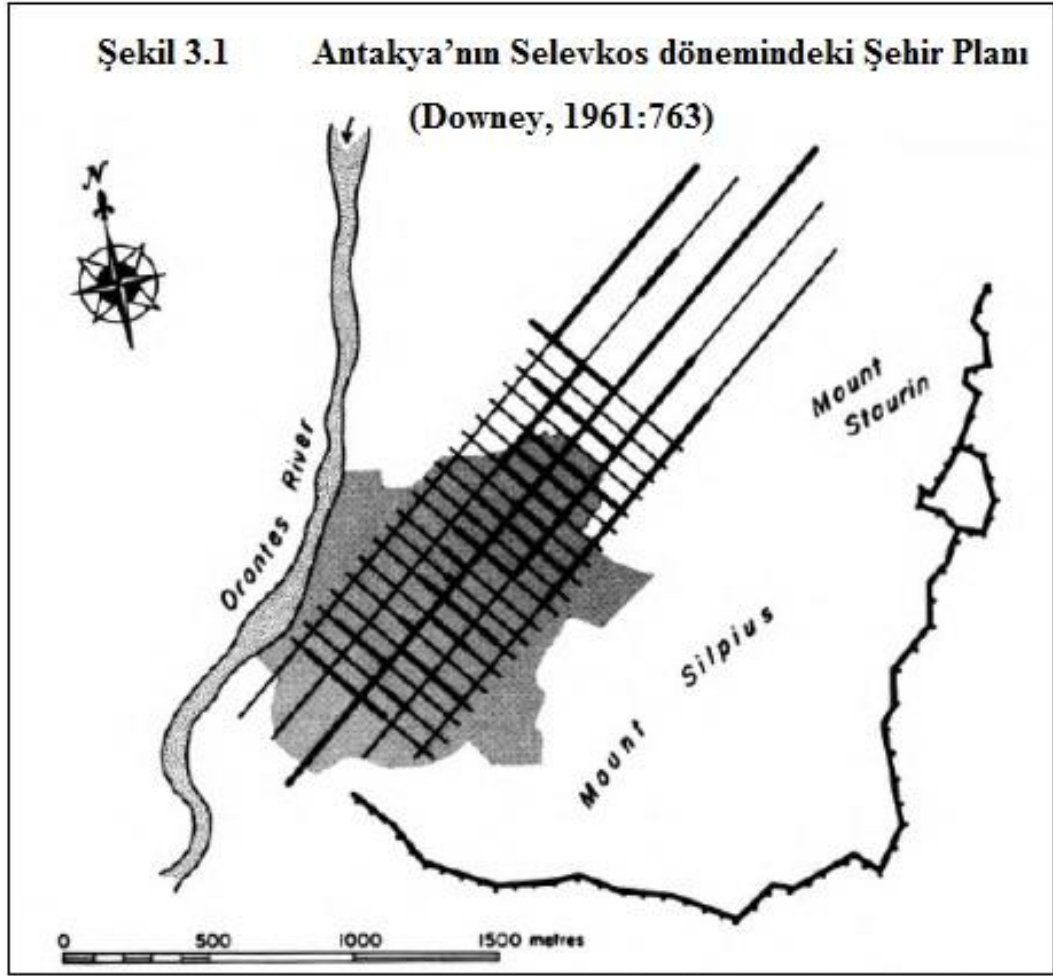 Şekil 3.1 Antakya’nın Selevkos dönemindeki Şehir Planı
(Downey, 1961:763)
N
Orontes River
Mount
Staurin
Mount Silpius
0 500 1000 1500 metres